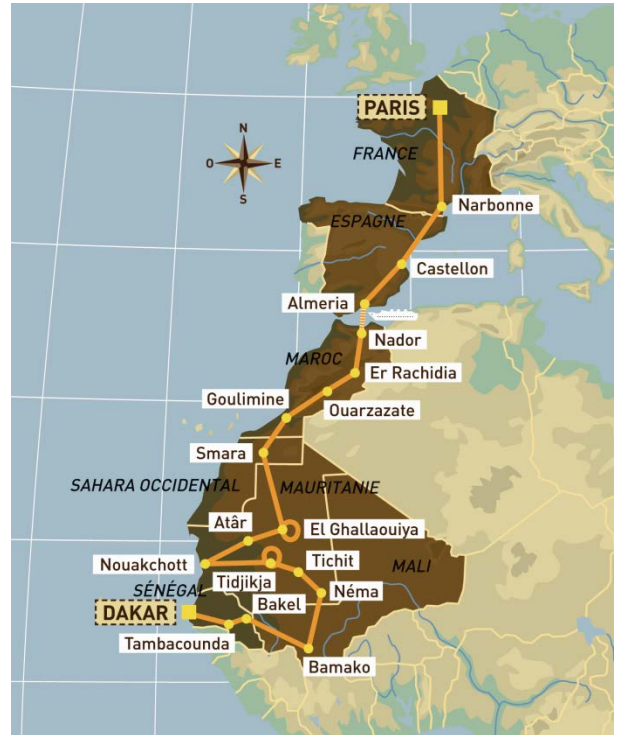 PARIS
FRANCE
N
O E
S
Narbonne
ESPAGNE
Castellon
Almeria
Nador
MAROC
Er Rachidia
Ouarzazate
Goulimine
Smara
SAHARA OCCIDENTAL
MAURITANIE
Atâr
El Ghallaouiya
Nouakchott
Tichit
MALI
Tidjikja
SÉNÉGAL
Néma
Bakel
DAKAR
Tambacounda
Bamako